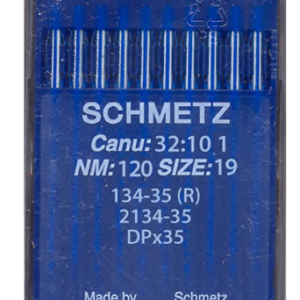 SCHMETZ
Canu: 32:10 1
NM: 120 SIZE: 19
134-35 (R)
2134-35
DPx35
Made by Schmetz